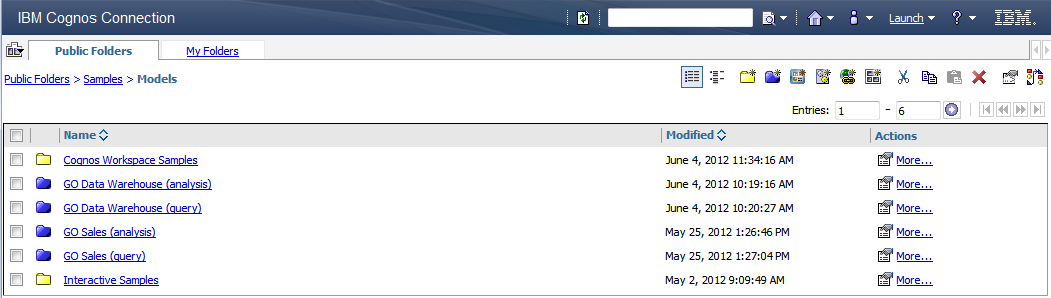 IBM Cognos Connection Launch ? IBM
Public Folders My Folders
Public Folders > Samples > Models
Entries: 1 - 6
Name Modified Actions
Cognos Workspace Samples June 4, 2012 11:34:16 AM More...
GO Data Warehouse (analysis) June 4, 2012 10:19:16 AM More...
GO Data Warehouse (query) June 4, 2012 10:20:27 AM More...
GO Sales (analysis) May 25, 2012 1:26:46 PM More...
GO Sales (query) May 25, 2012 1:27:04 PM More...
Interactive Samples May 2, 2012 9:09:49 AM More...